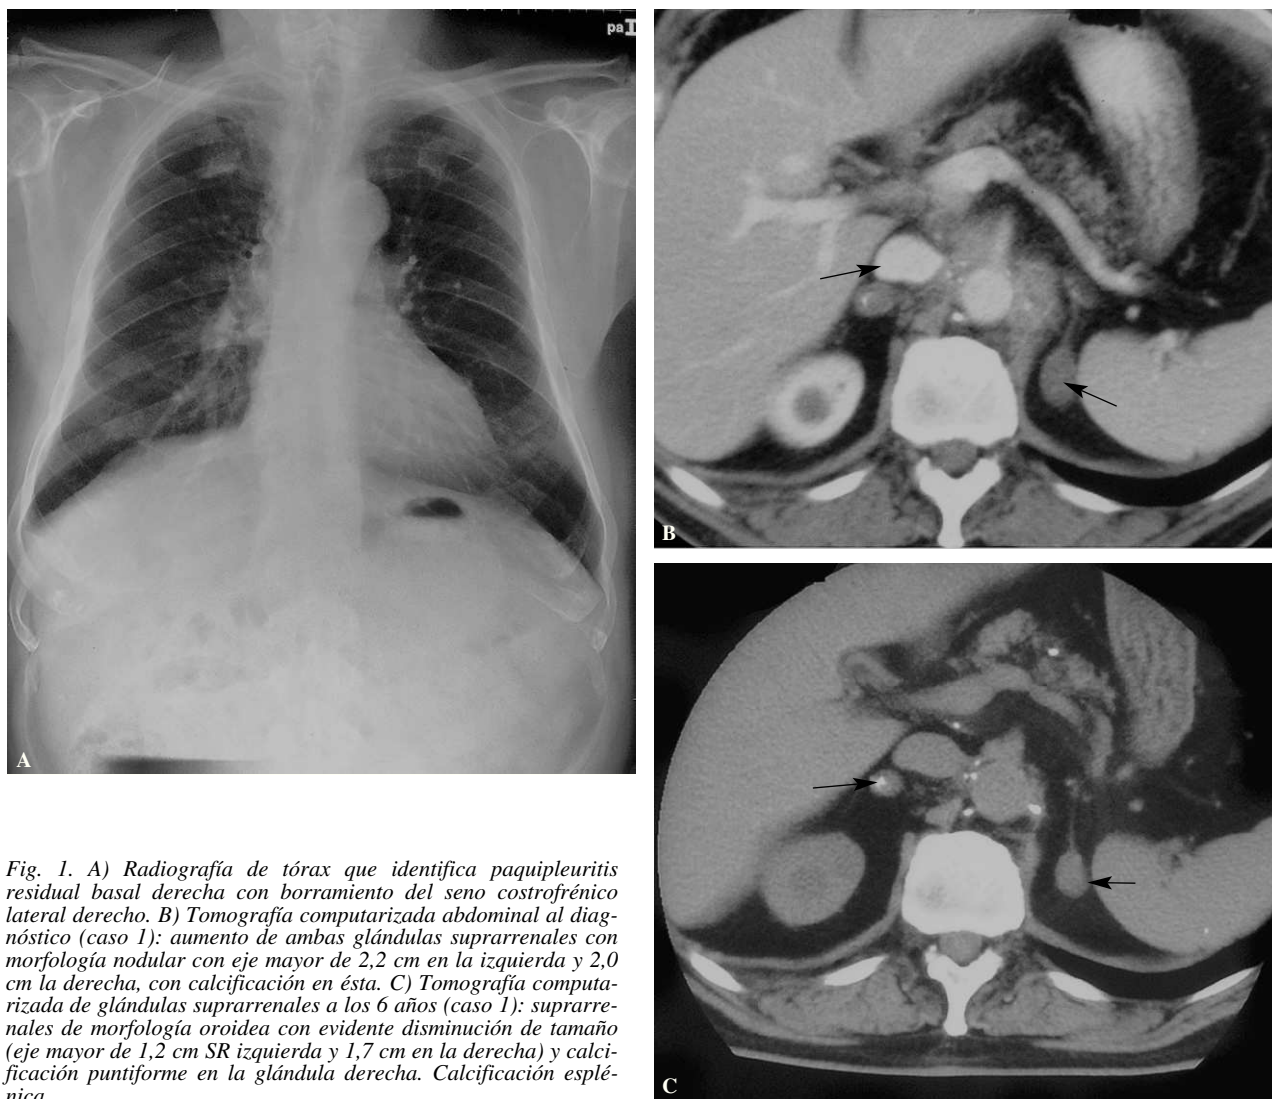 paI
A
B
C
Fig. 1. A) Radiografía de tórax que identifica paquipleuritis
residual basal derecha con borramiento del seno costrofrénico
lateral derecho. B) Tomografía computarizada abdominal al diag-
nóstico (caso 1): aumento de ambas glándulas suprarrenales con
morfología nodular con eje mayor de 2,2 cm en la izquierda y 2,0
cm la derecha, con calcificación en ésta. C) Tomografía computa-
rizada de glándulas suprarrenales a los 6 años (caso 1): suprarre-
nales de morfología oroidea con evidente disminución de tamaño
(eje mayor de 1,2 cm SR izquierda y 1,7 cm en la derecha) y calci-
ficación puntiforme en la glándula derecha. Calcificación esplé-
nica